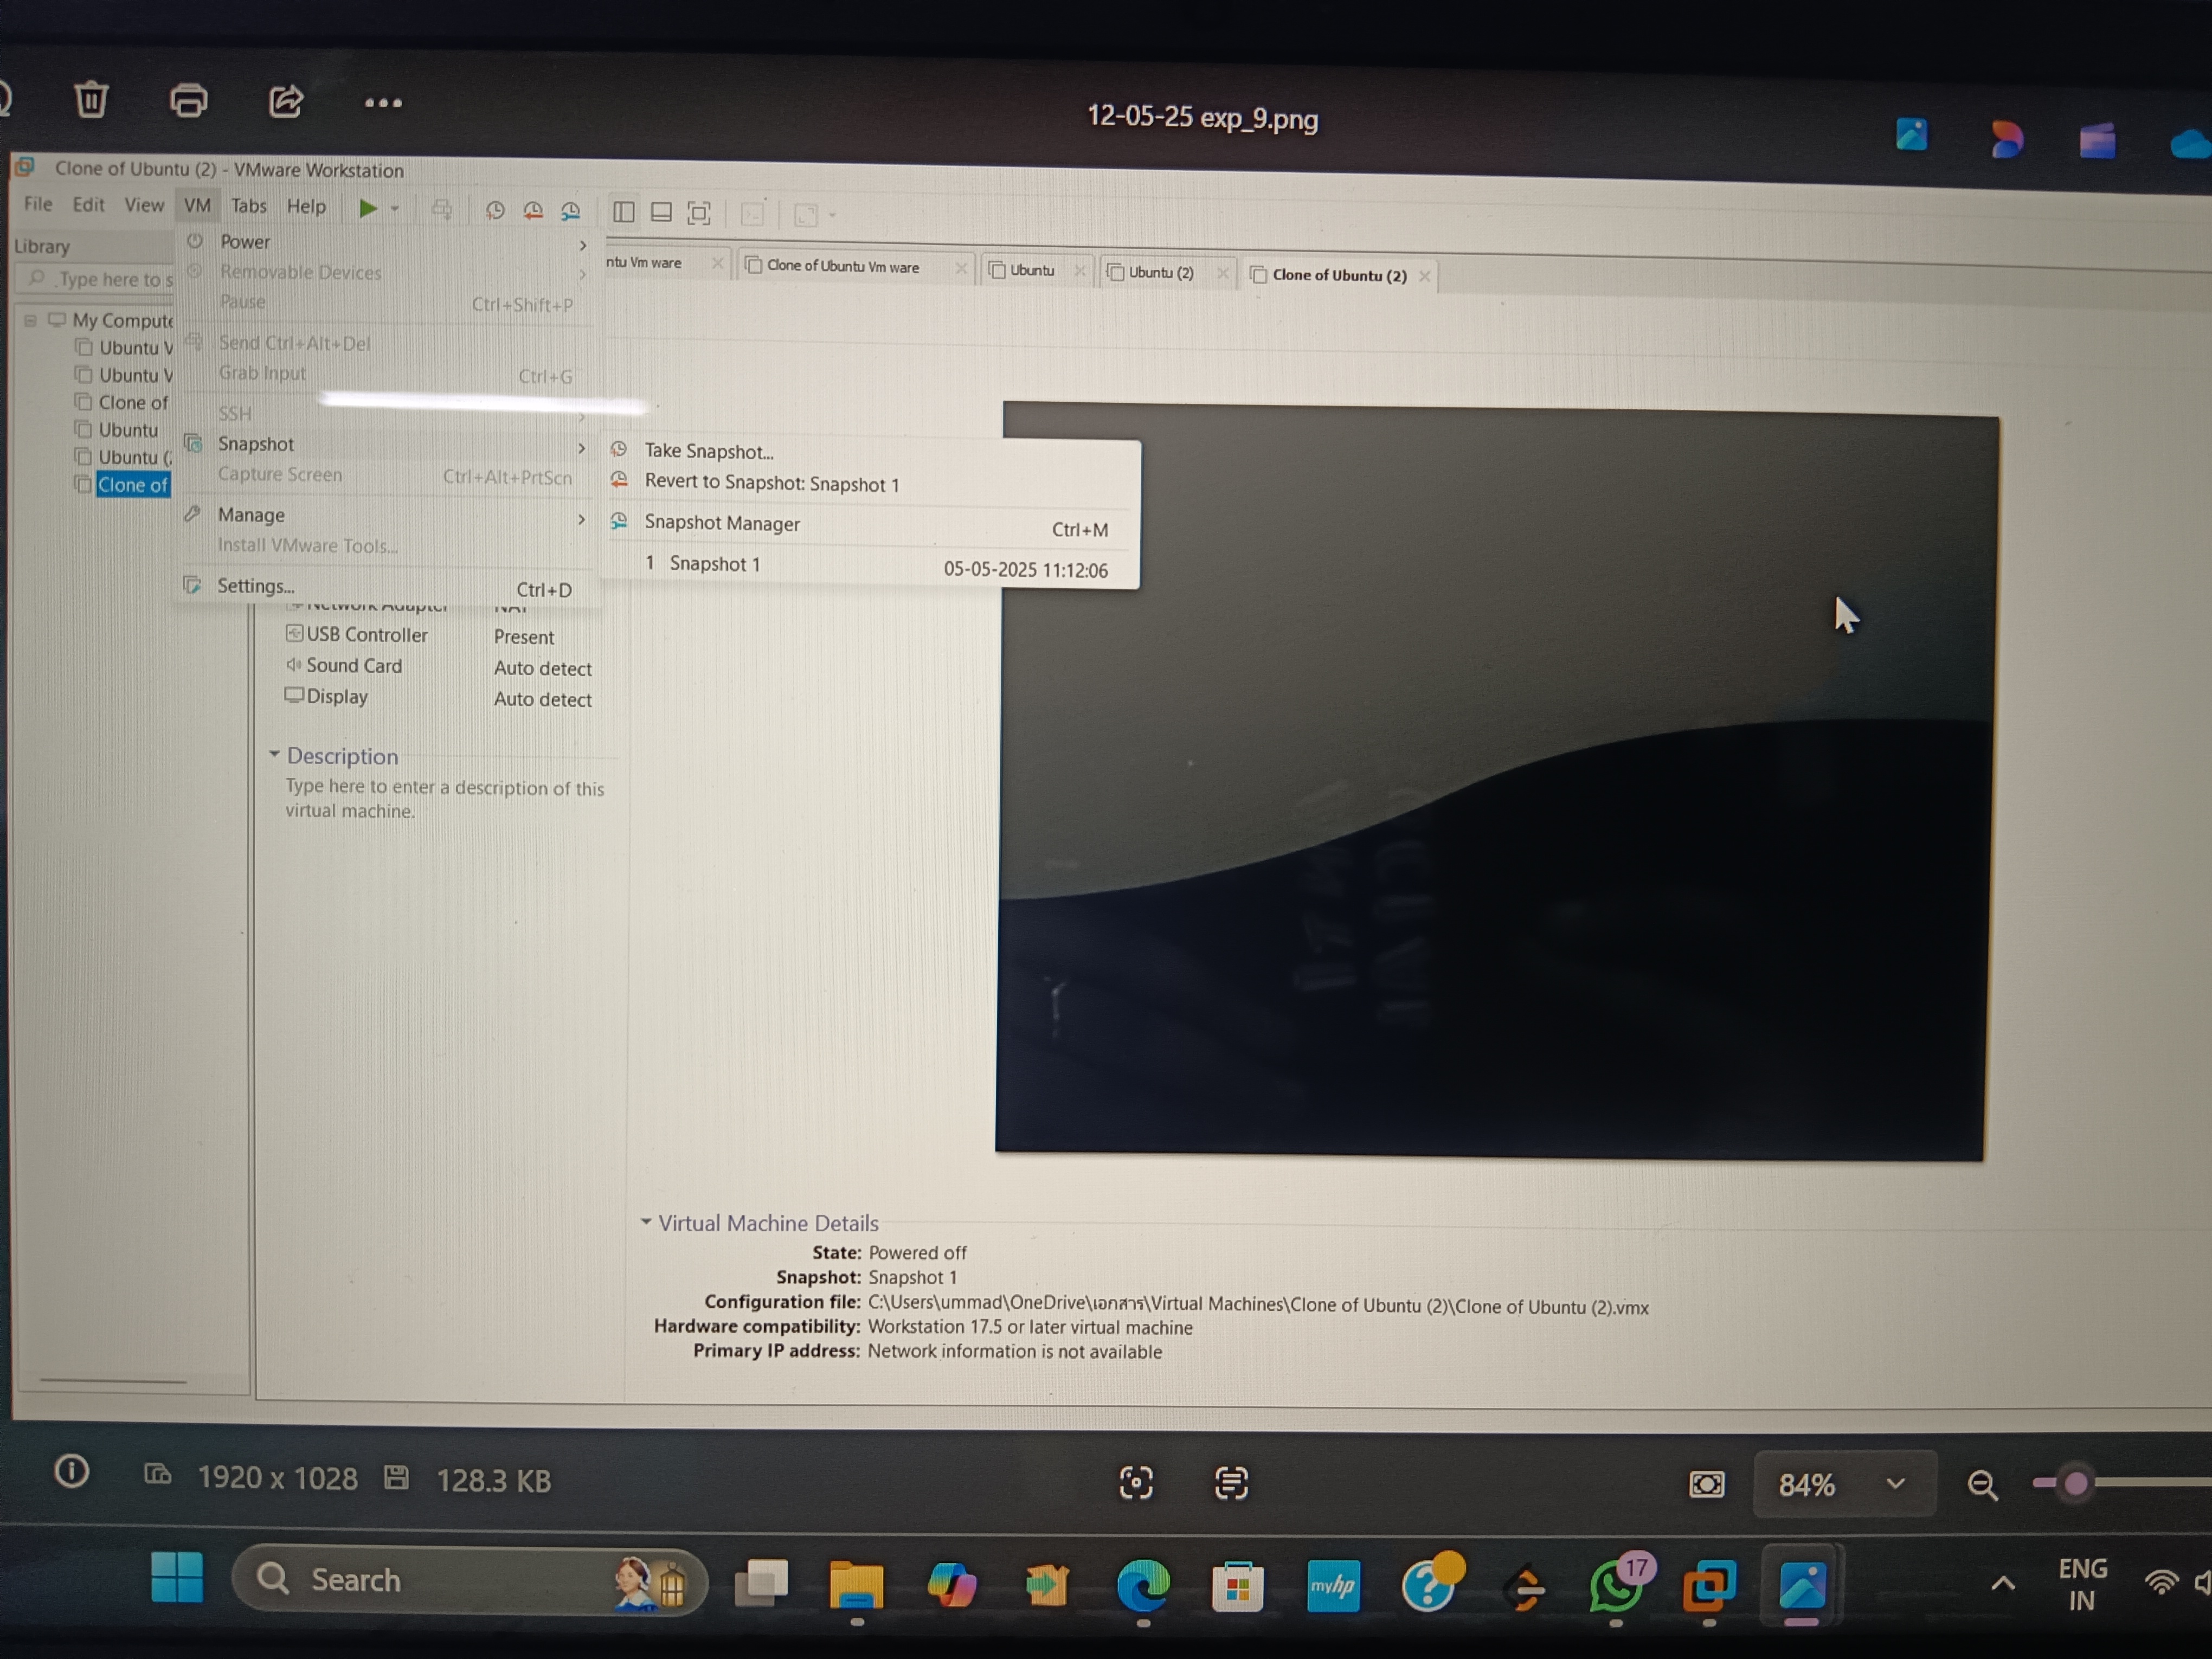 12-05-25 exp_9.png
Clone of Ubuntu (2) - VMware Workstation
File Edit View VM Tabs Help
Library
Type here to s
My Compute
Ubuntu V
Ubuntu V
Clone of
Ubuntu
Ubuntu (2
Clone of
Power
Removable Devices
Pause Ctrl+Shift+P
Send Ctrl+Alt+Del
Grab Input Ctrl+G
SSH
Snapshot
Capture Screen Ctrl+Alt+PrtScn
Manage
Install VMware Tools...
Settings... Ctrl+D
ntu Vm ware Clone of Ubuntu Vm ware Ubuntu Ubuntu (2) Clone of Ubuntu (2)
Take Snapshot...
Revert to Snapshot: Snapshot 1
Snapshot Manager Ctrl+M
1 Snapshot 1 05-05-2025 11:12:06
Network Adapter NAT
USB Controller Present
Sound Card Auto detect
Display Auto detect
Description
Type here to enter a description of this
virtual machine.
Virtual Machine Details
State: Powered off
Snapshot: Snapshot 1
Configuration file: C:\Users\ummad\OneDrive\เอกสาร\Virtual Machines\Clone of Ubuntu (2)\Clone of Ubuntu (2).vmx
Hardware compatibility: Workstation 17.5 or later virtual machine
Primary IP address: Network information is not available
1920 x 1028 128.3 KB
84%
Search
myhp
17
ENG
IN